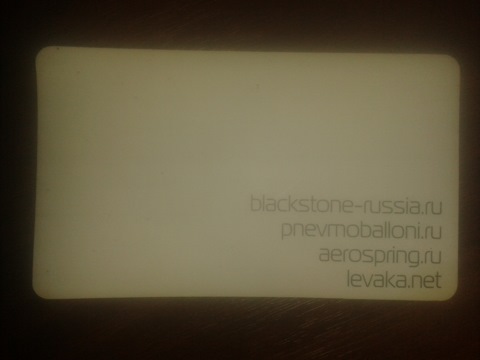 blackstone-russia.ru
pnevmoballoni.ru
aerospring.ru
levaka.net